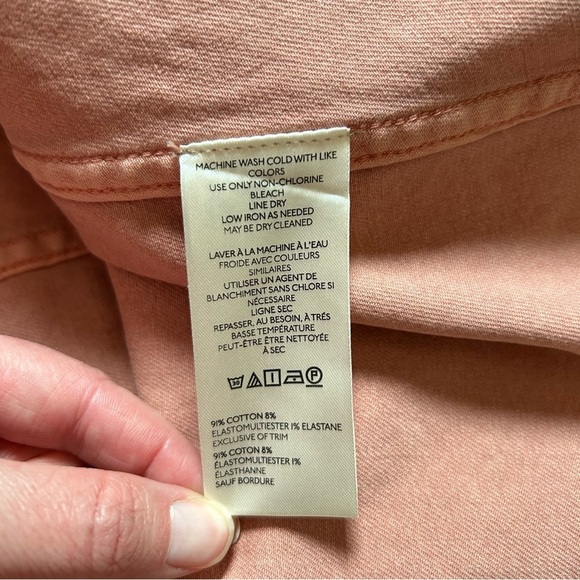 MACHINE WASH COLD WITH LIKE
COLORS
USE ONLY NON-CHLORINE
BLEACH
LINE DRY
LOW IRON AS NEEDED
MAY BE DRY CLEANED
LAVER À LA MACHINE À L'EAU
FROIDE AVEC COULEURS
SIMILAIRES
UTILISER UN AGENT DE
BLANCHIMENT SANS CHLORE SI
NÉCESSAIRE
LIGNE SEC
REPASSER, AU BESOIN, À TRÉS
BASSE TEMPÉRATURE
PEUT-ÊTRE ÊTRE NETTOYÉE
À SEC
30 P
91% COTTON 8%
ELASTOMULTIESTER 1% ELASTANE
EXCLUSIVE OF TRIM
91% COTON 8%
ÉLASTOMULTIESTER 1%
ÉLASTHANNE
SAUF BORDURE